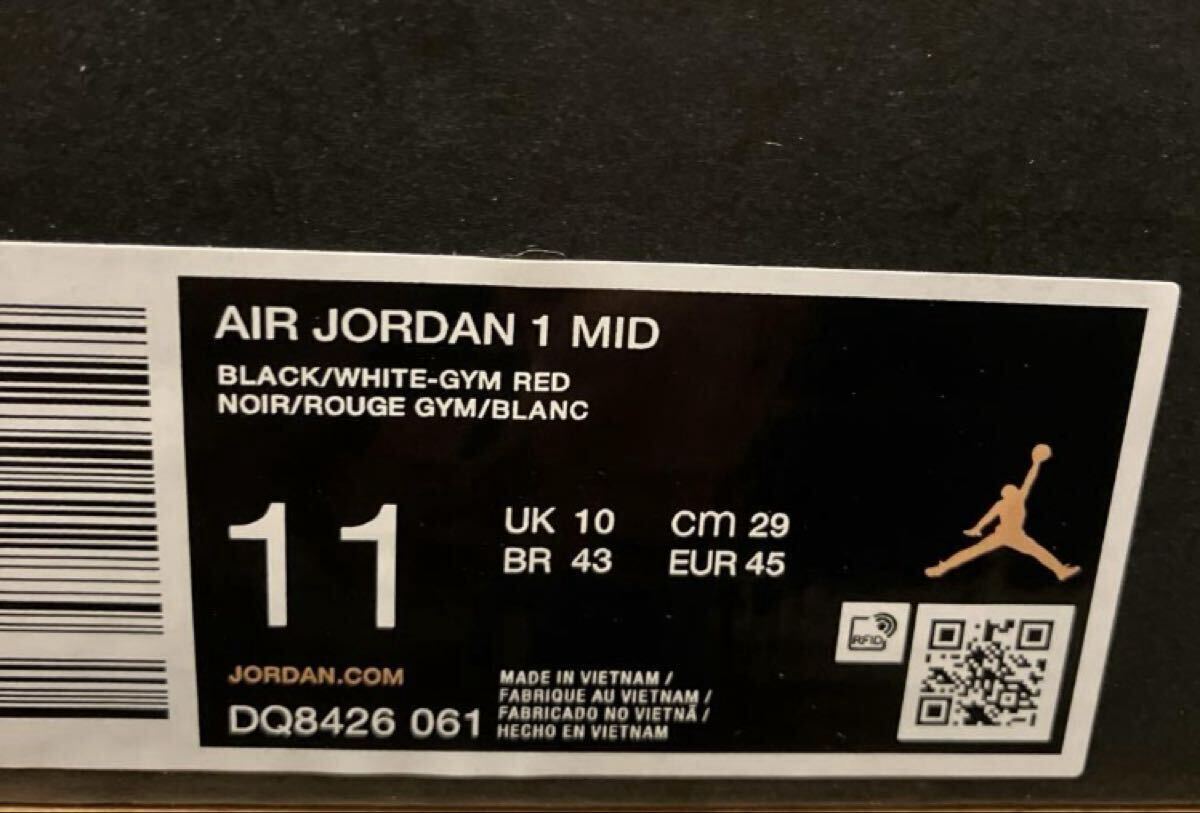 AIR JORDAN 1 MID
BLACK/WHITE-GYM RED
NOIR/ROUGE GYM/BLANC
11
UK 10 cm 29
BR 43 EUR 45
RFID
JORDAN.COM
DQ8426 061
MADE IN VIETNAM /
FABRIQUE AU VIETNAM /
FABRICADO NO VIETNÃ /
HECHO EN VIETNAM